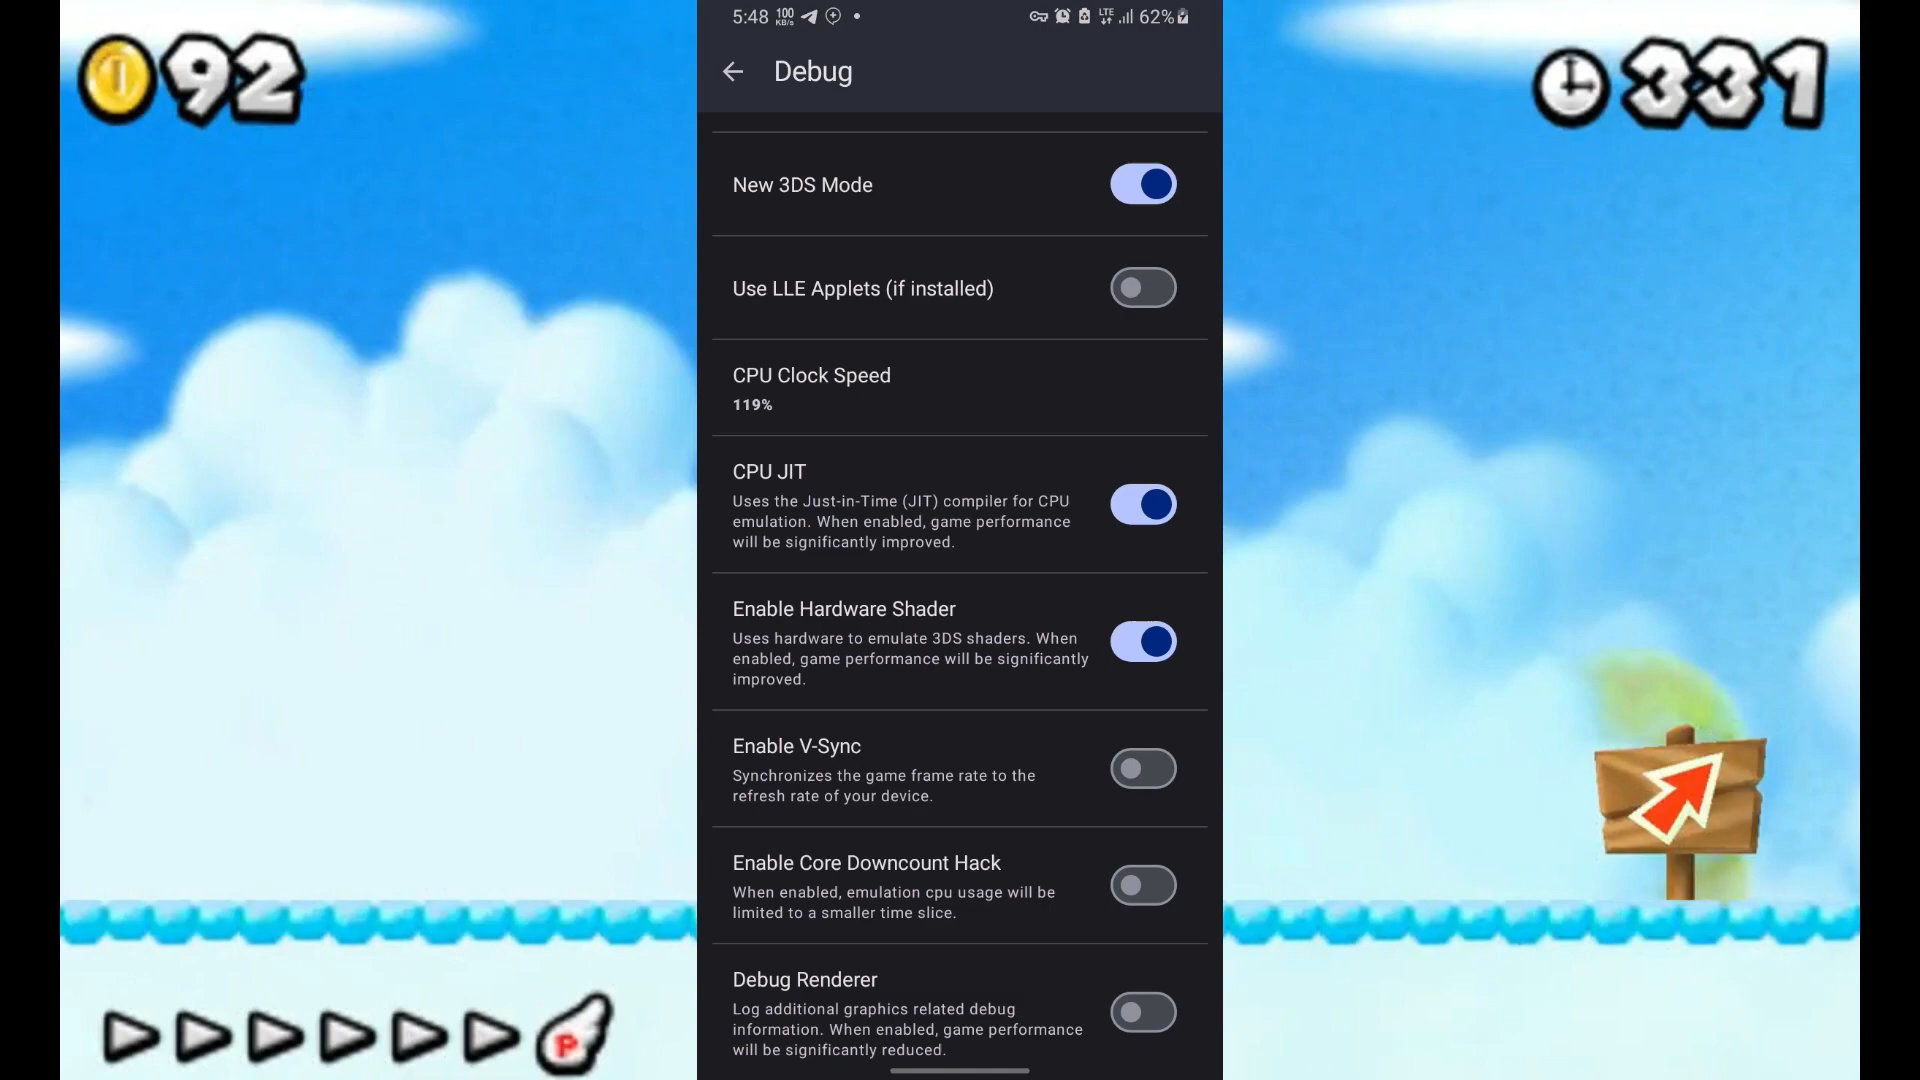 92
5:48 100 KB/s LTE 62%
331
Debug
New 3DS Mode
Use LLE Applets (if installed)
CPU Clock Speed
119%
CPU JIT
Uses the Just-in-Time (JIT) compiler for CPU
emulation. When enabled, game performance
will be significantly improved.
Enable Hardware Shader
Uses hardware to emulate 3DS shaders. When
enabled, game performance will be significantly
improved.
Enable V-Sync
Synchronizes the game frame rate to the
refresh rate of your device.
Enable Core Downcount Hack
When enabled, emulation cpu usage will be
limited to a smaller time slice.
Debug Renderer
Log additional graphics related debug
information. When enabled, game performance
will be significantly reduced.
P